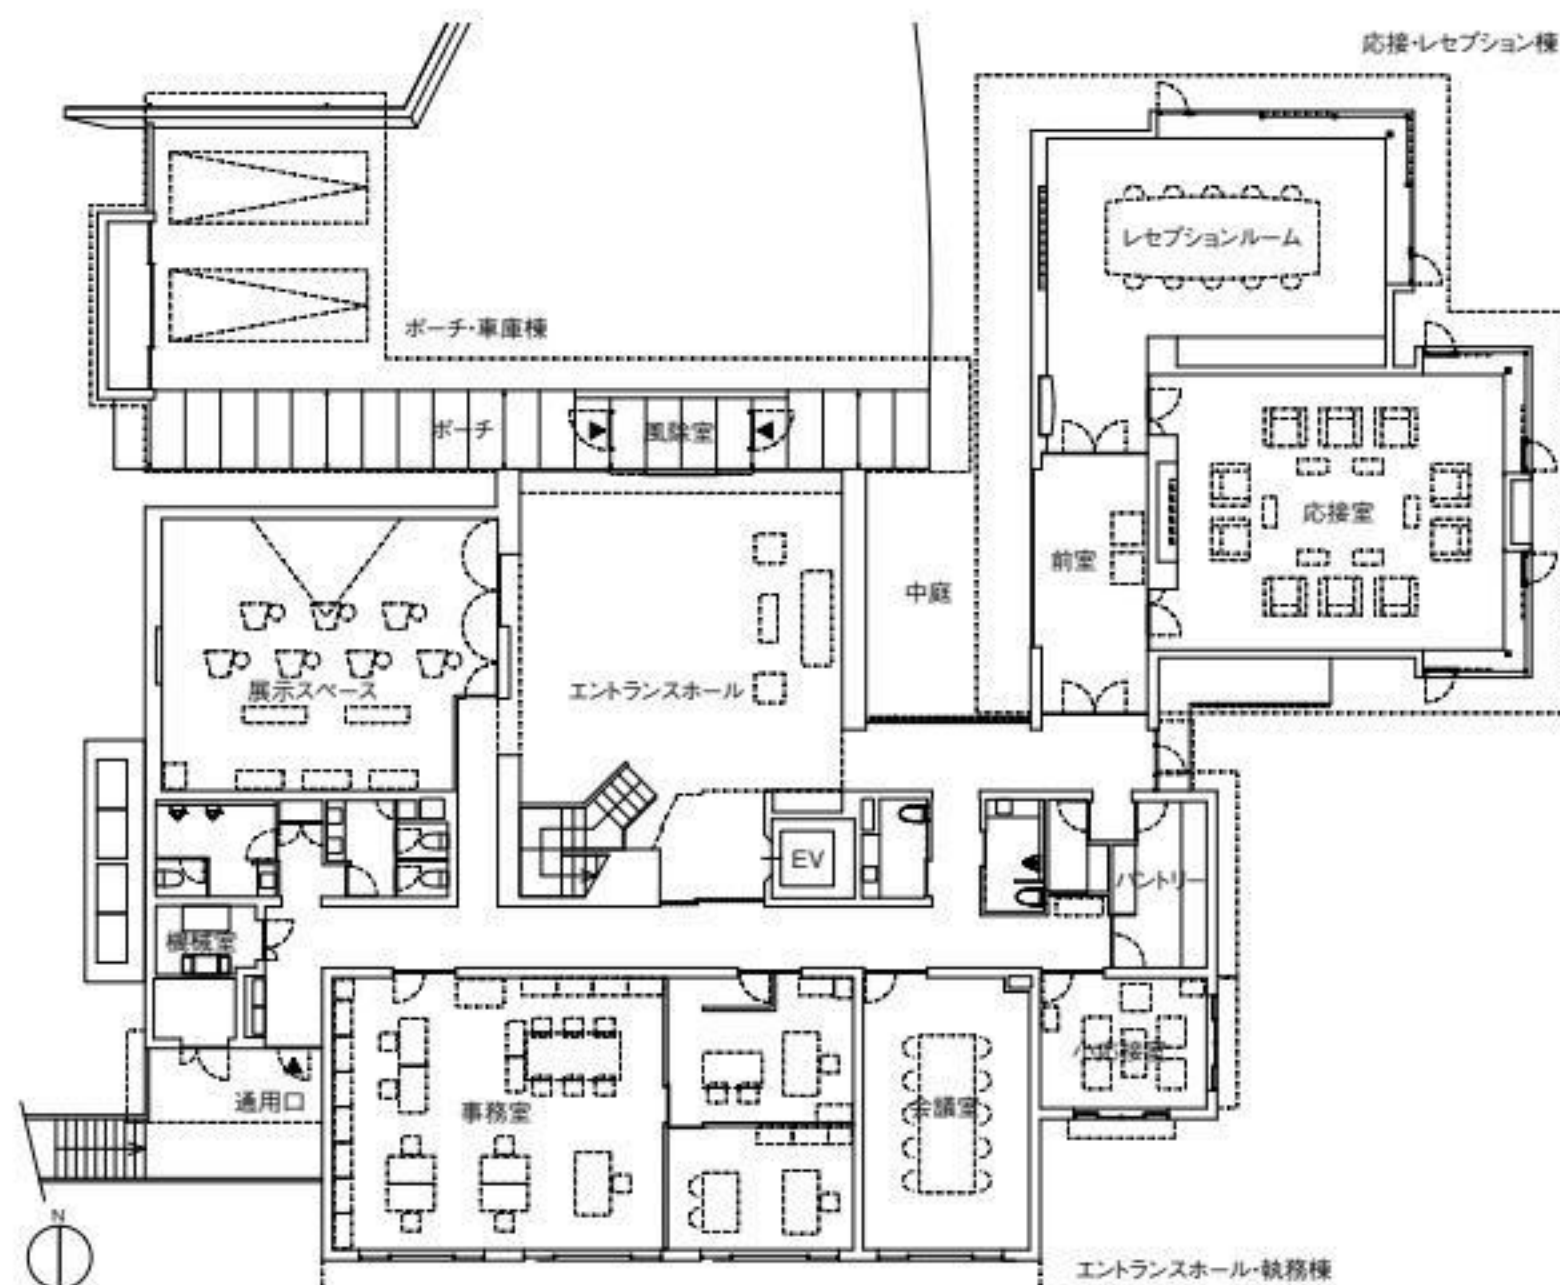 応接・レセプション棟
レセプションルーム
ポーチ・車庫棟
ポーチ
風除室
応接室
前室
中庭
展示スペース
エントランスホール
EV
パントリー
機械室
小応接室
通用口
事務室
会議室
N
エントランスホール・執務棟